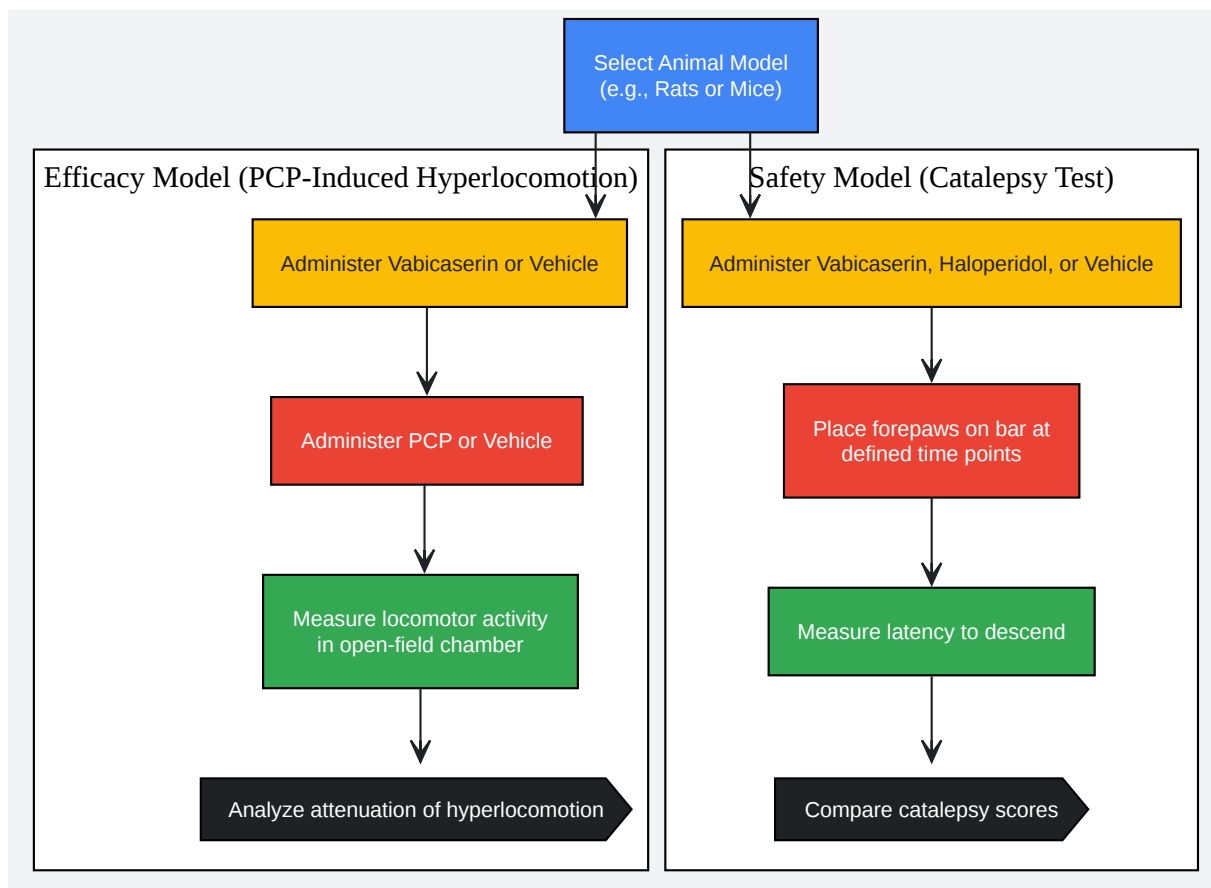 Select Animal Model
(e.g., Rats or Mice)
Efficacy Model (PCP-Induced Hyperlocomotion)
Administer Vabicaserin or Vehicle
Administer PCP or Vehicle
Measure locomotor activity
in open-field chamber
Analyze attenuation of hyperlocomotion
Safety Model (Catalepsy Test)
Administer Vabicaserin, Haloperidol, or Vehicle
Place forepaws on bar at
defined time points
Measure latency to descend
Compare catalepsy scores